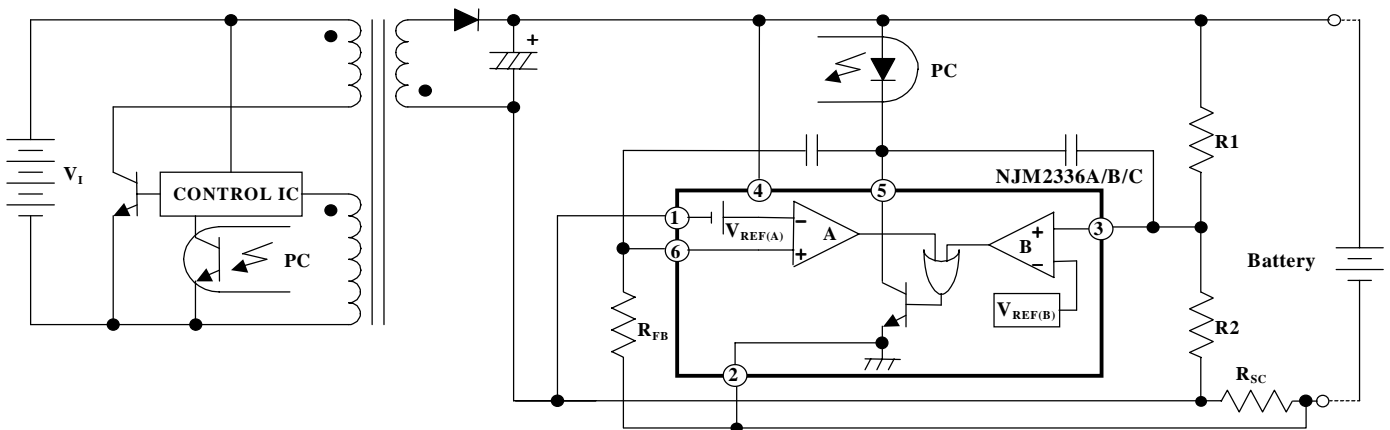 +
PC
R1
V_I
CONTROL IC
NJM2336A/B/C
4
5
1
V_REF(A)
−
A
+
B
3
6
+
−
PC
Battery
V_REF(B)
R_FB
R2
2
R_SC